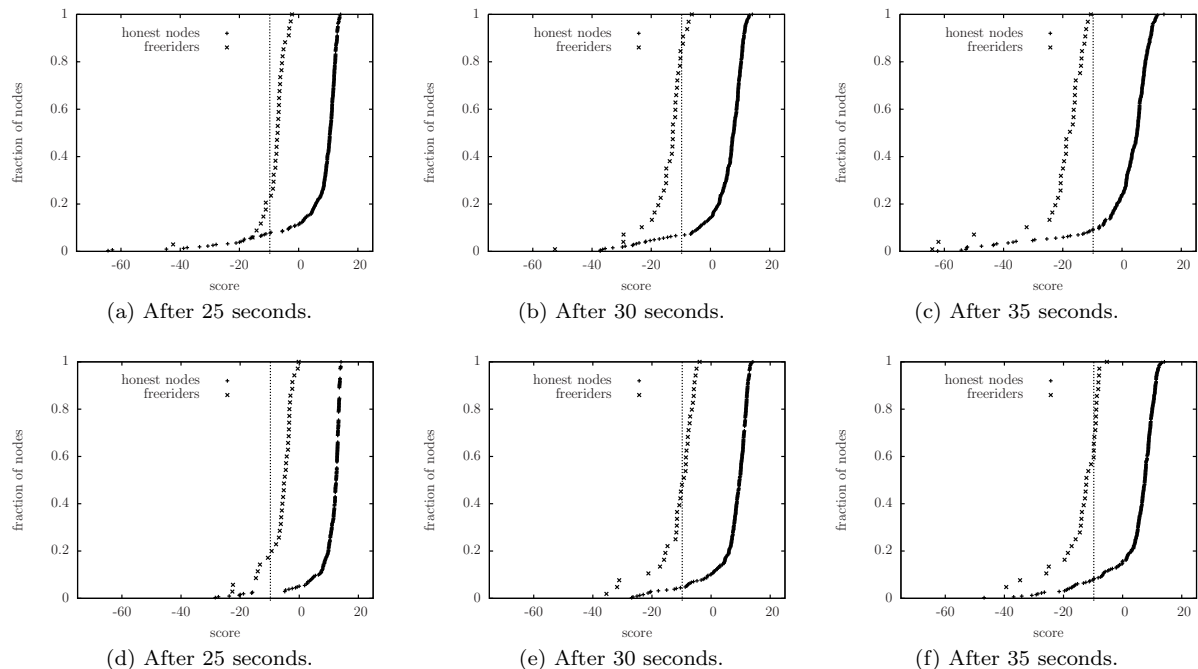 1
0.8
0.6
0.4
0.2
0
fraction of nodes
honest nodes
freeriders
-60 -40 -20 0 20
score
(a) After 25 seconds.
1
0.8
0.6
0.4
0.2
0
fraction of nodes
honest nodes
freeriders
-60 -40 -20 0 20
score
(b) After 30 seconds.
1
0.8
0.6
0.4
0.2
0
fraction of nodes
honest nodes
freeriders
-60 -40 -20 0 20
score
(c) After 35 seconds.
1
0.8
0.6
0.4
0.2
0
fraction of nodes
honest nodes
freeriders
-60 -40 -20 0 20
score
(d) After 25 seconds.
1
0.8
0.6
0.4
0.2
0
fraction of nodes
honest nodes
freeriders
-60 -40 -20 0 20
score
(e) After 30 seconds.
1
0.8
0.6
0.4
0.2
0
fraction of nodes
honest nodes
freeriders
-60 -40 -20 0 20
score
(f) After 35 seconds.